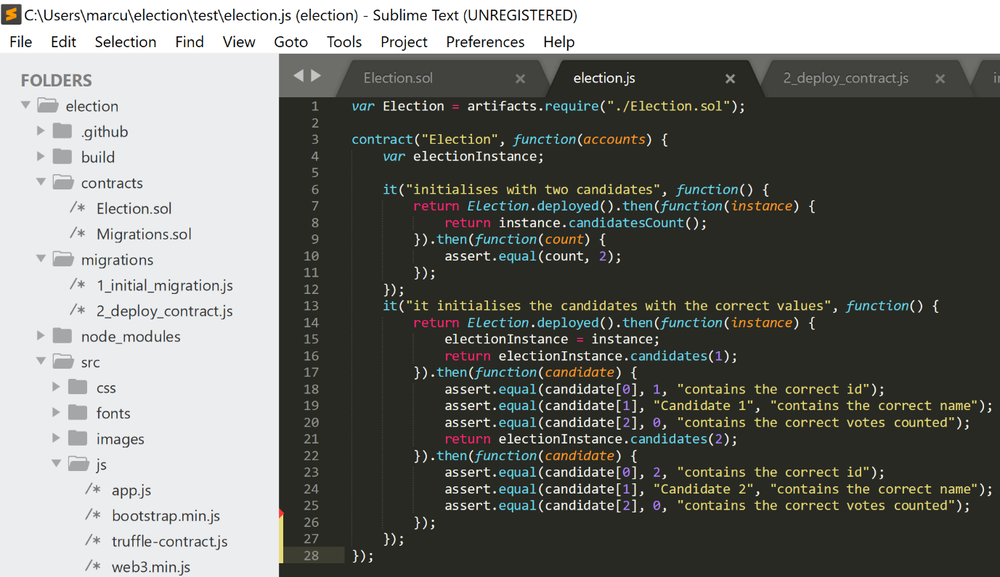 C:\Users\marcu\election\test\election.js (election) - Sublime Text (UNREGISTERED)
File Edit Selection Find View Goto Tools Project Preferences Help
FOLDERS
election
.github
build
contracts
/* Election.sol
/* Migrations.sol
migrations
/* 1_initial_migration.js
/* 2_deploy_contract.js
node_modules
src
css
fonts
images
js
/* app.js
/* bootstrap.min.js
/* truffle-contract.js
/* web3.min.js
Election.sol election.js 2_deploy_contract.js
1 var Election = artifacts.require("./Election.sol");
2
3 contract("Election", function(accounts) {
4 var electionInstance;
5
6 it("initialises with two candidates", function() {
7 return Election.deployed().then(function(instance) {
8 return instance.candidatesCount();
9 }).then(function(count) {
10 assert.equal(count, 2);
11 });
12 });
13 it("it initialises the candidates with the correct values", function() {
14 return Election.deployed().then(function(instance) {
15 electionInstance = instance;
16 return electionInstance.candidates(1);
17 }).then(function(candidate) {
18 assert.equal(candidate[0], 1, "contains the correct id");
19 assert.equal(candidate[1], "Candidate 1", "contains the correct name");
20 assert.equal(candidate[2], 0, "contains the correct votes counted");
21 return electionInstance.candidates(2);
22 }).then(function(candidate) {
23 assert.equal(candidate[0], 2, "contains the correct id");
24 assert.equal(candidate[1], "Candidate 2", "contains the correct name");
25 assert.equal(candidate[2], 0, "contains the correct votes counted");
26 });
27 });
28 });